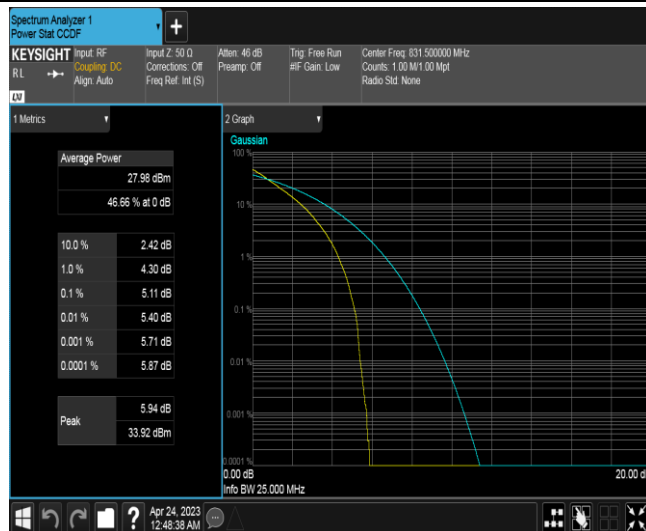 Spectrum Analyzer 1
Power Stat CCDF
+
KEYSIGHT
RL
LXI
Input: RF
Coupling: DC
Align: Auto
Input Z: 50 Ω
Corrections: Off
Freq Ref: Int (S)
Atten: 46 dB
Preamp: Off
Trig: Free Run
#IF Gain: Low
Center Freq: 831.500000 MHz
Counts: 1.00 M/1.00 Mpt
Radio Std: None
1 Metrics
Average Power
27.98 dBm
46.66 % at 0 dB
10.0 % 2.42 dB
1.0 % 4.30 dB
0.1 % 5.11 dB
0.01 % 5.40 dB
0.001 % 5.71 dB
0.0001 % 5.87 dB
Peak
5.94 dB
33.92 dBm
2 Graph
Gaussian
100 %
10 %
1 %
0.1 %
0.01 %
0.001 %
0.0001 %
0.00 dB
20.00 d
Info BW 25.000 MHz
?
Apr 24, 2023
12:48:38 AM